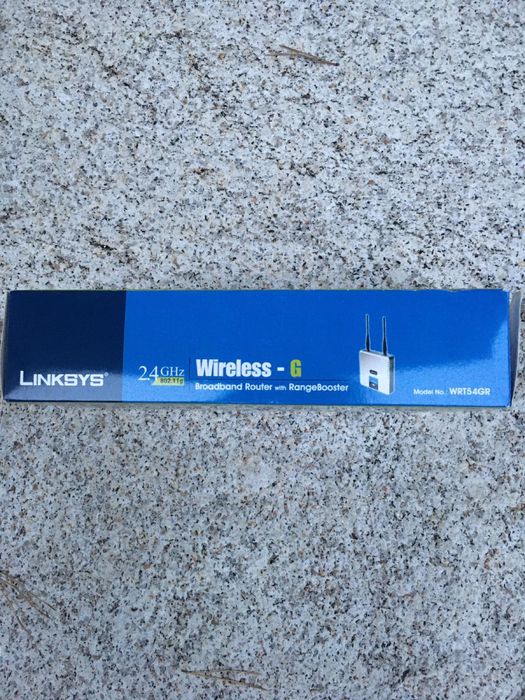 LINKSYS®
2.4GHz
802.11g
Wireless - G
Broadband Router with RangeBooster
Model No.: WRT54GR